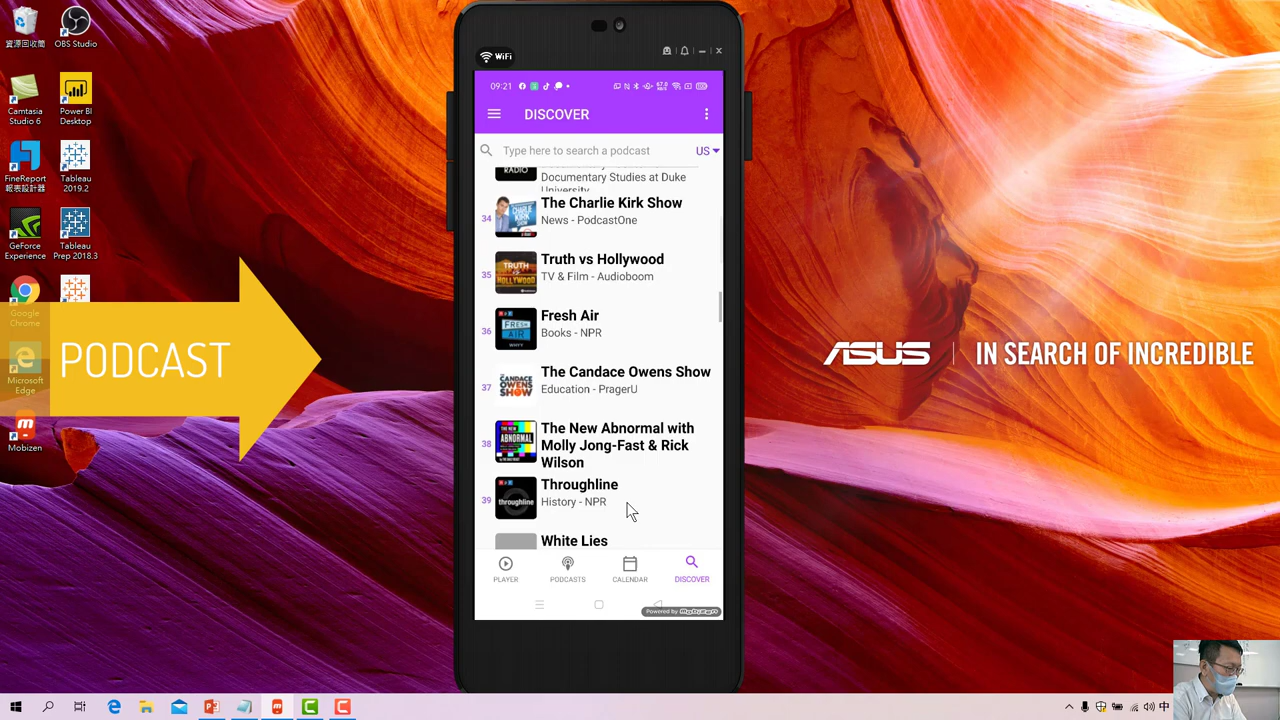 資源回收筒
OBS Studio
Camtasia
Studio 6
Power BI
Desktop
FineReport
報表設計器
Tableau
2019.2
GeForce
Experience
Tableau
Prep 2018.3
Google
Chrome
Microsoft
Edge
Mobizen
PODCAST
WiFi
09:21
DISCOVER
Type here to search a podcast
US
RADIO
Documentary Studies at Duke
University
34
The Charlie Kirk Show
News - PodcastOne
35
Truth vs Hollywood
TV & Film - Audioboom
36
Fresh Air
Books - NPR
37
The Candace Owens Show
Education - PragerU
38
The New Abnormal with
Molly Jong-Fast & Rick
Wilson
39
Throughline
History - NPR
White Lies
PLAYER
PODCASTS
CALENDAR
DISCOVER
Powered by Mobizen
ASUS
IN SEARCH OF INCREDIBLE
中